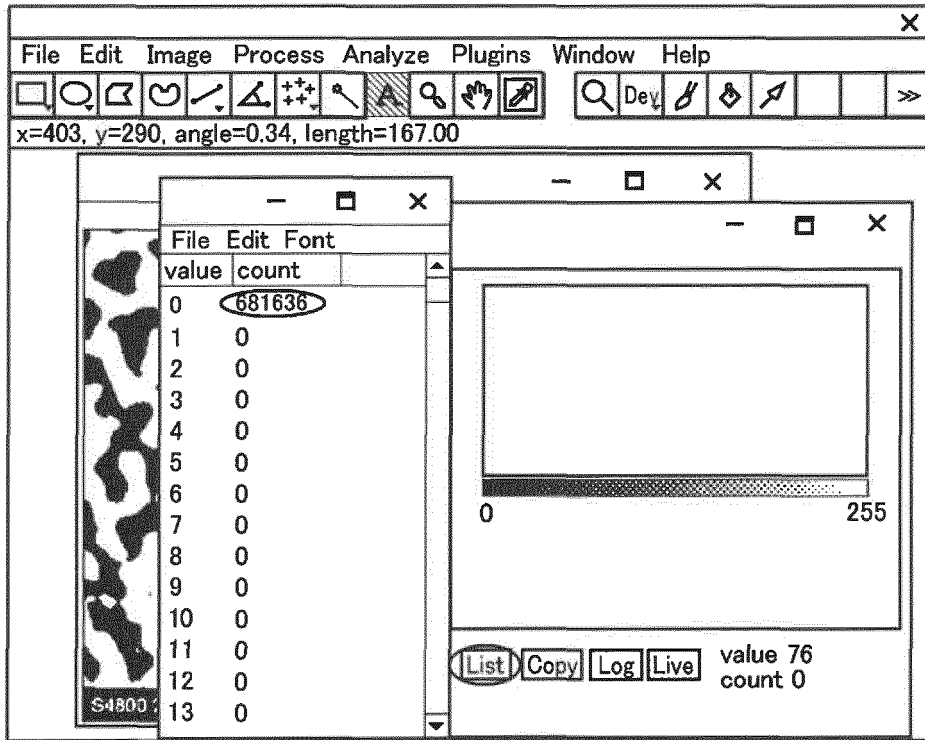 File Edit Image Process Analyze Plugins Window Help
A Dev
x=403, y=290, angle=0.34, length=167.00
File Edit Font
value count
0 681636
1 0
2 0
3 0
4 0
5 0
6 0
7 0
8 0
9 0
10 0
11 0
12 0
13 0
0 255
List Copy Log Live value 76
count 0
S4800